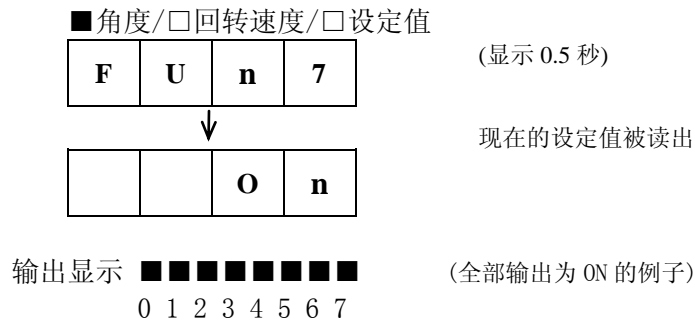 ■角度/□回转速度/□设定值
F U n 7 (显示 0.5 秒)
现在的设定值被读出
O n
输出显示 ■■■■■■■■ (全部输出为 ON 的例子)
0 1 2 3 4 5 6 7